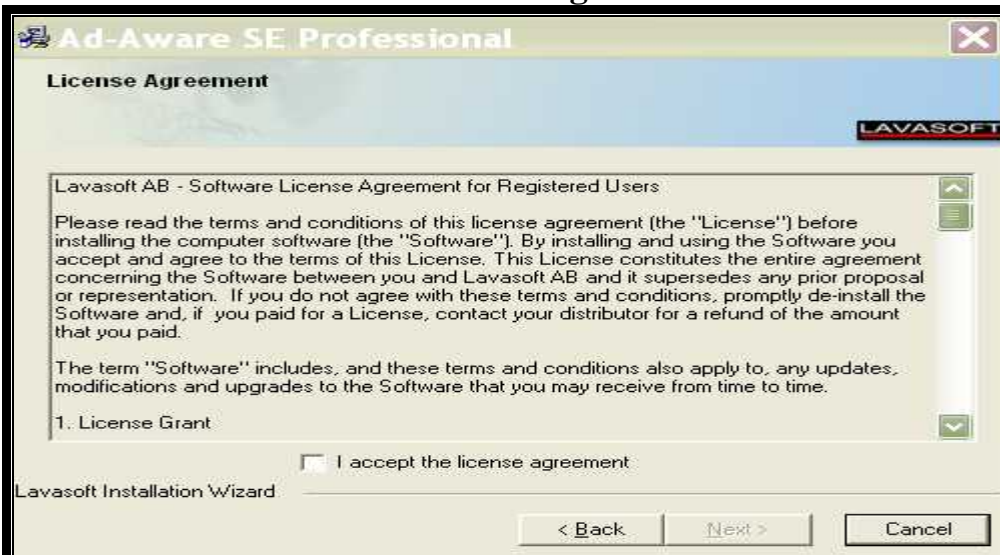 Ad-Aware SE Professional
License Agreement
LAVASOFT
Lavasoft AB - Software License Agreement for Registered Users
Please read the terms and conditions of this license agreement (the "License") before
installing the computer software (the "Software"). By installing and using the Software you
accept and agree to the terms of this License. This License constitutes the entire agreement
concerning the Software between you and Lavasoft AB and it supersedes any prior proposal
or representation.  If you do not agree with these terms and conditions, promptly de-install the
Software and, if  you paid for a License, contact your distributor for a refund of the amount
that you paid.
The term "Software" includes, and these terms and conditions also apply to, any updates,
modifications and upgrades to the Software that you may receive from time to time.
1. License Grant
I accept the license agreement
Lavasoft Installation Wizard
< Back Next > Cancel